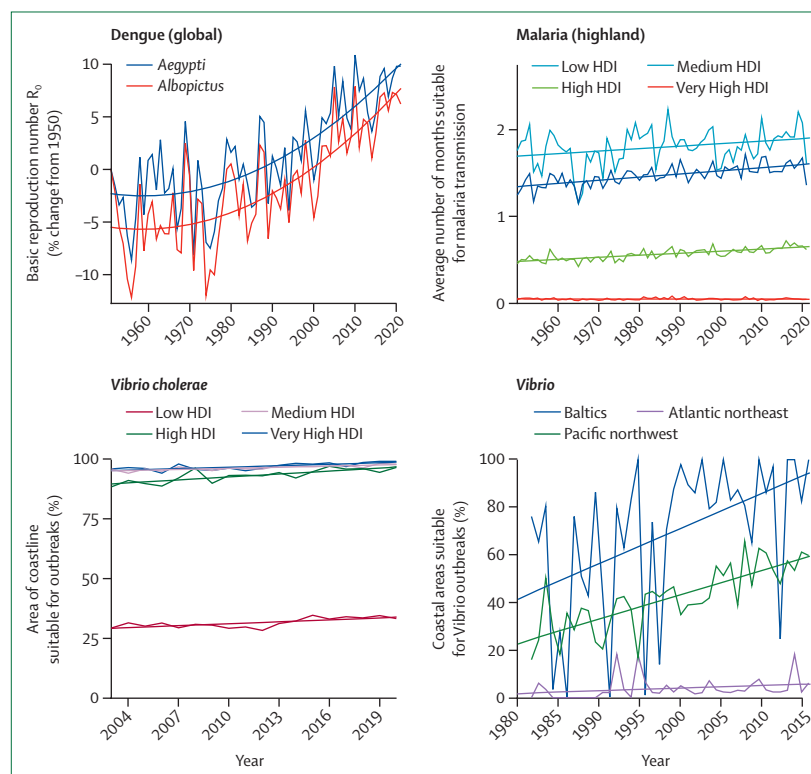 Dengue (global)
Aegypti
Albopictus
Basic reproduction number R₀
(% change from 1950)
10
5
0
−5
−10
1960
1970
1980
1990
2000
2010
2020
Malaria (highland)
Low HDI
Medium HDI
High HDI
Very High HDI
Average number of months suitable
for malaria transmission
2
1
0
1960
1970
1980
1990
2000
2010
2020
Vibrio cholerae
Low HDI
Medium HDI
High HDI
Very High HDI
Area of coastline
suitable for outbreaks (%)
100
75
50
25
0
2004
2007
2010
2013
2016
2019
Year
Vibrio
Baltics
Atlantic northeast
Pacific northwest
Coastal areas suitable
for Vibrio outbreaks (%)
100
80
60
40
20
0
1980
1985
1990
1995
2000
2005
2010
2015
Year